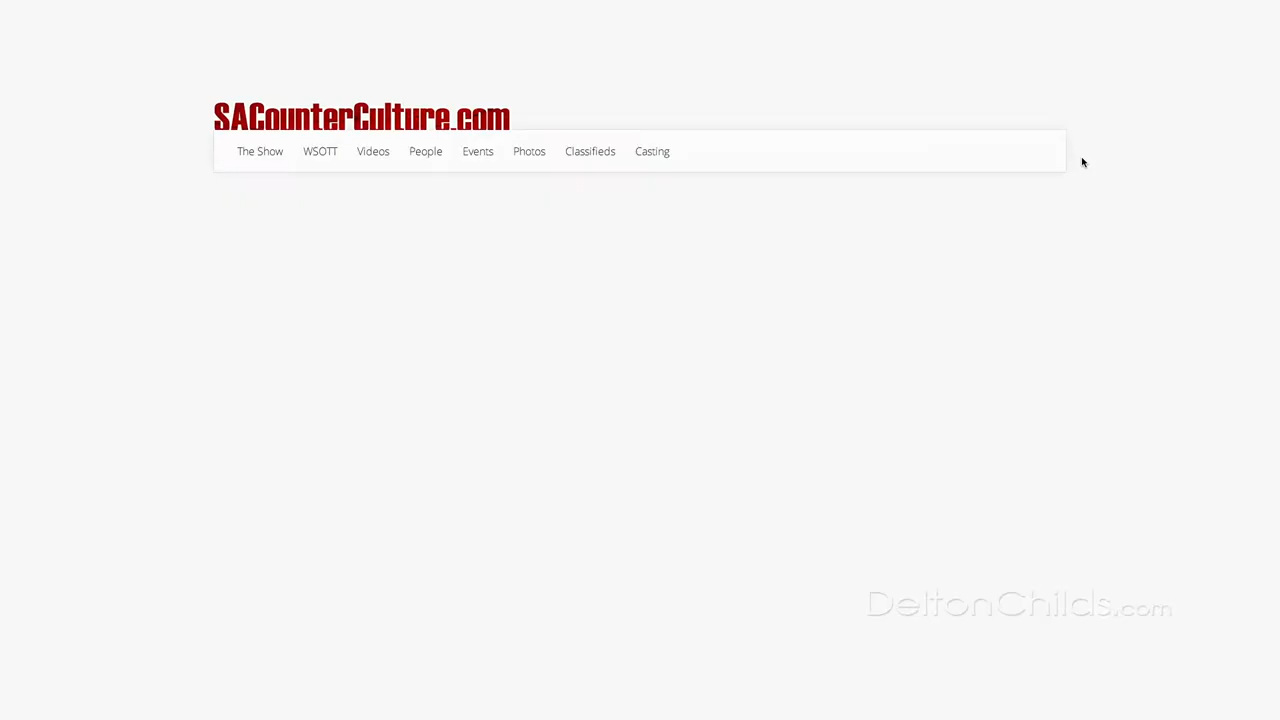 SACounterCulture.com
The Show WSOTT Videos People Events Photos Classifieds Casting
DeltonChilds.com